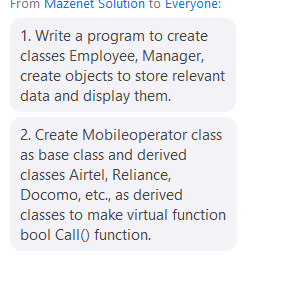 From Mazenet Solution to Everyone:
1. Write a program to create
classes Employee, Manager,
create objects to store relevant
data and display them.
2. Create Mobileoperator class
as base class and derived
classes Airtel, Reliance,
Docomo, etc., as derived
classes to make virtual function
bool Call() function.